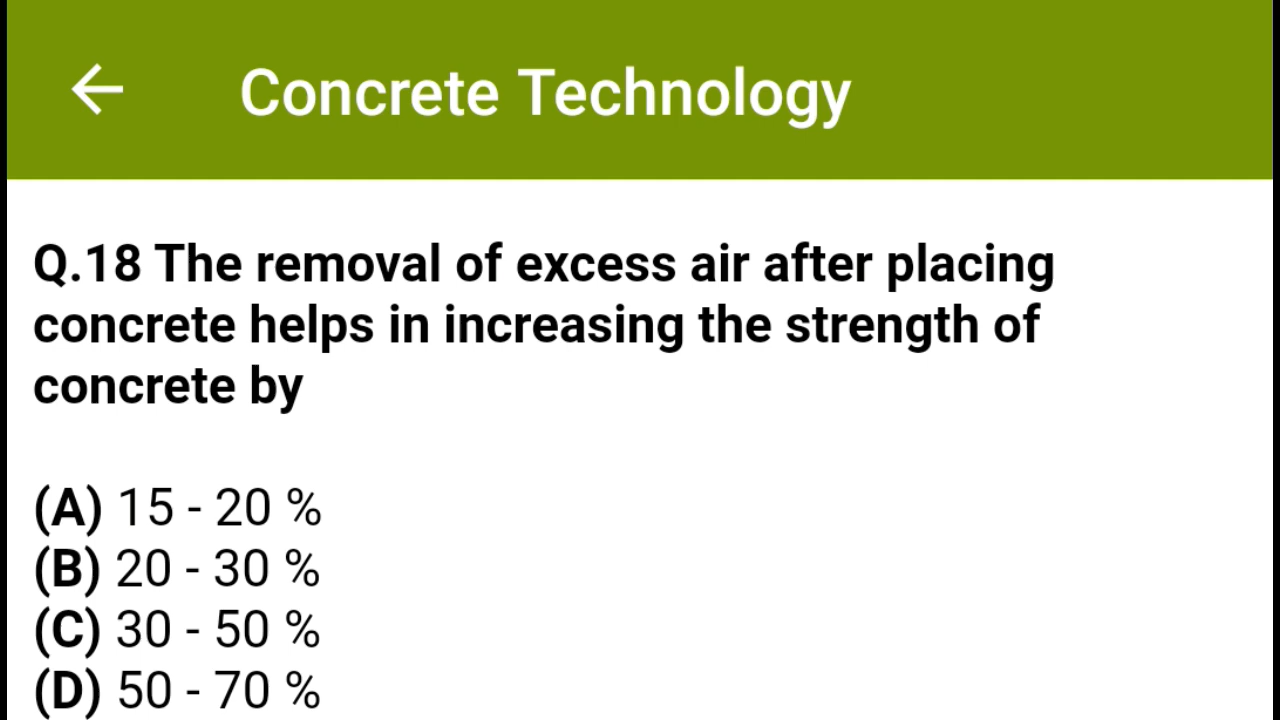 Concrete Technology
Q.18 The removal of excess air after placing
concrete helps in increasing the strength of
concrete by
(A) 15 - 20 %
(B) 20 - 30 %
(C) 30 - 50 %
(D) 50 - 70 %